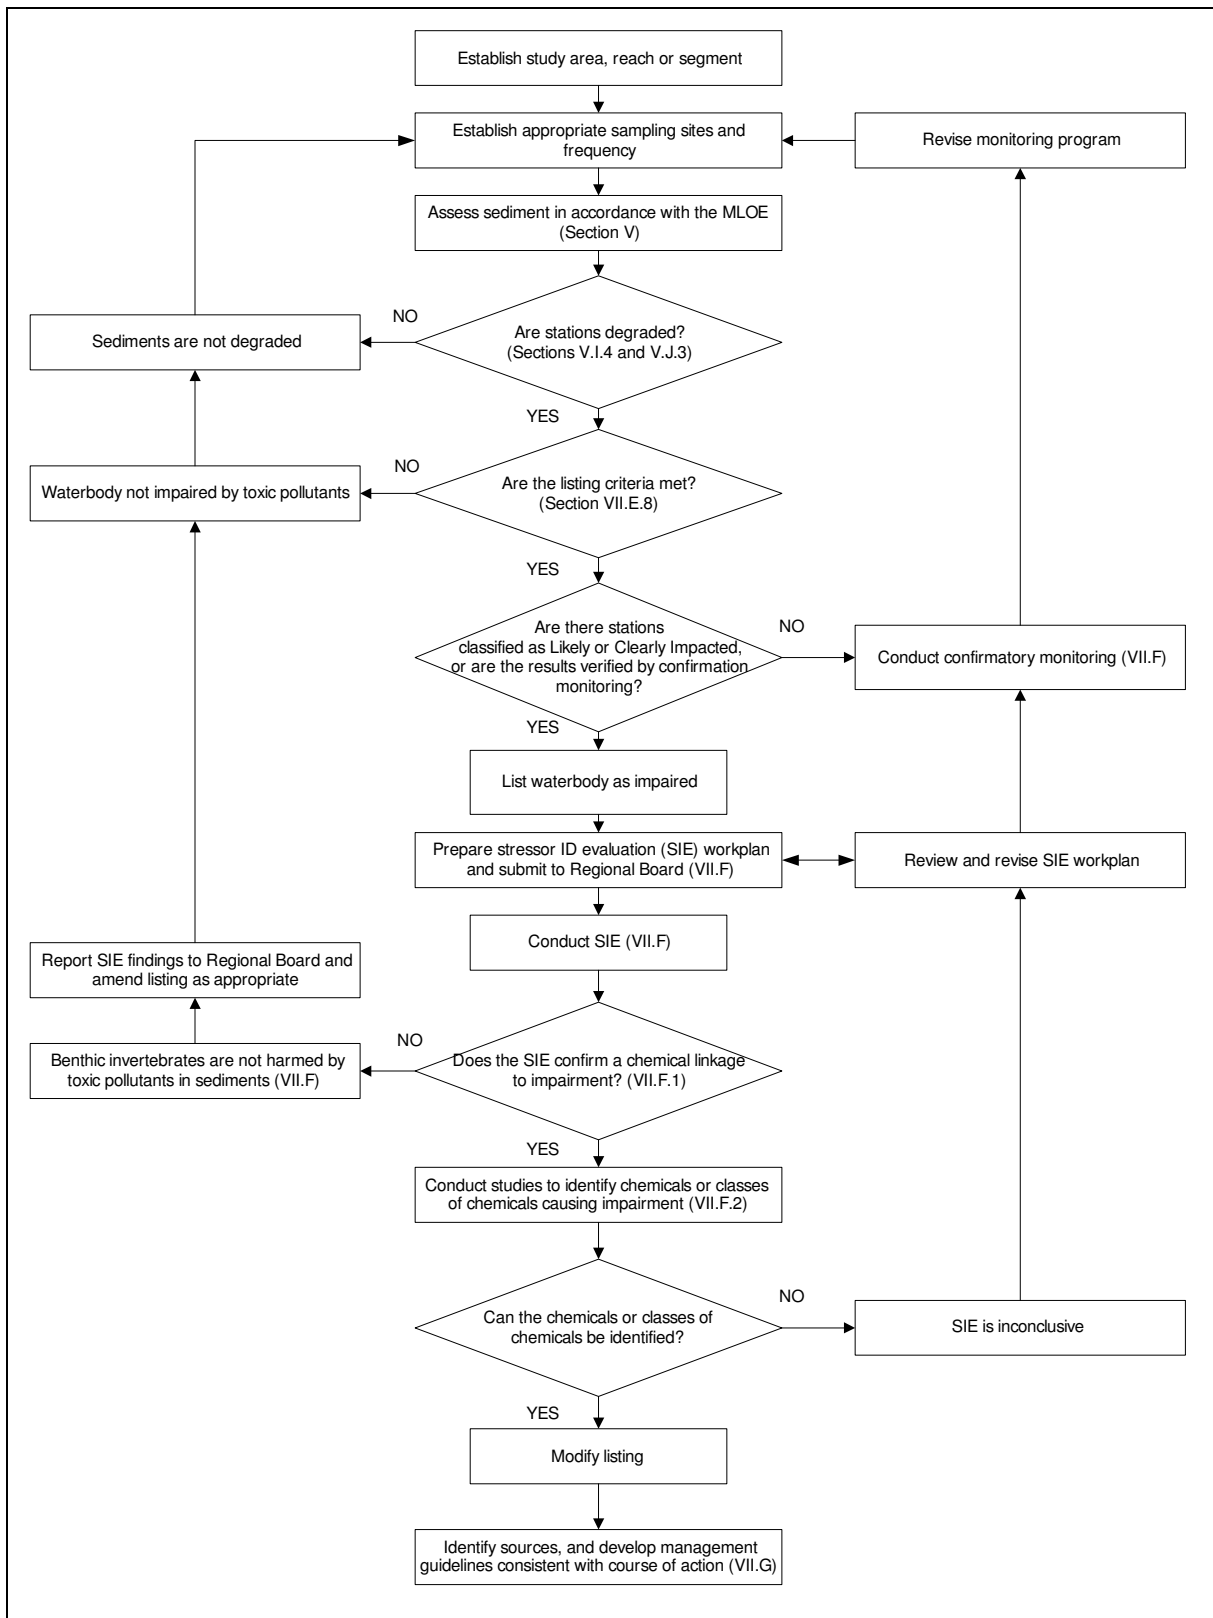 Establish study area, reach or segment
Establish appropriate sampling sites and
frequency
Revise monitoring program
Assess sediment in accordance with the MLOE
(Section V)
NO
Are stations degraded?
(Sections V.I.4 and V.J.3)
Sediments are not degraded
YES
NO
Are the listing criteria met?
(Section VII.E.8)
Waterbody not impaired by toxic pollutants
YES
Are there stations
classified as Likely or Clearly Impacted,
or are the results verified by confirmation
monitoring?
NO
Conduct confirmatory monitoring (VII.F)
YES
List waterbody as impaired
Prepare stressor ID evaluation (SIE) workplan
and submit to Regional Board (VII.F)
Review and revise SIE workplan
Conduct SIE (VII.F)
Report SIE findings to Regional Board and
amend listing as appropriate
NO
Does the SIE confirm a chemical linkage
to impairment? (VII.F.1)
Benthic invertebrates are not harmed by
toxic pollutants in sediments (VII.F)
YES
Conduct studies to identify chemicals or classes
of chemicals causing impairment (VII.F.2)
Can the chemicals or classes of
chemicals be identified?
NO
SIE is inconclusive
YES
Modify listing
Identify sources, and develop management
guidelines consistent with course of action (VII.G)